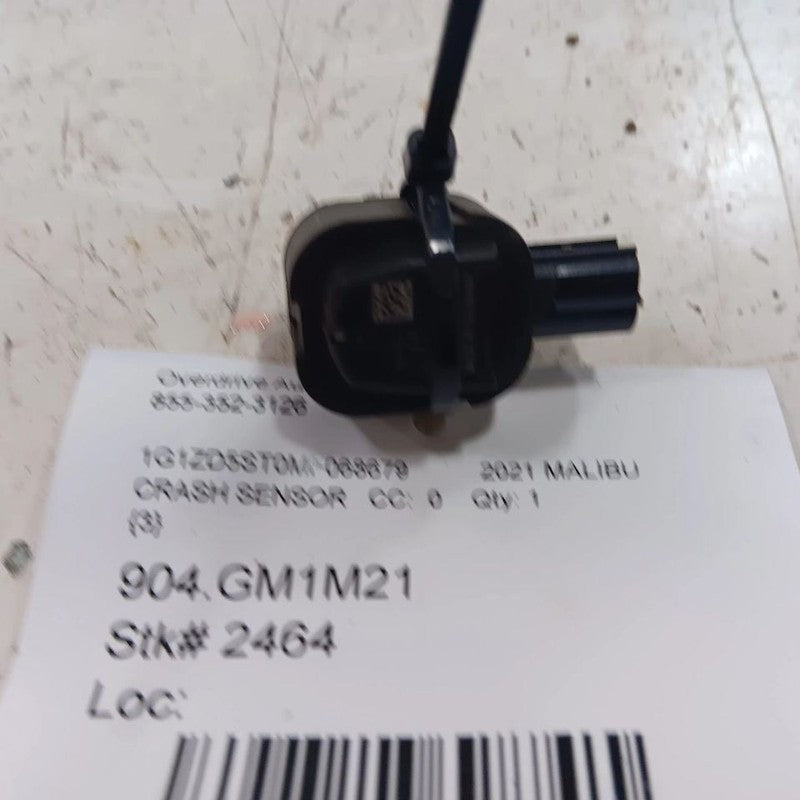 Overdrive Au
855-352-3126
1G1ZD5ST0M 068679 2021 MALIBU
CRASH SENSOR CC: 0 Qty: 1
{3}
904.GM1M21
Stk# 2464
Loc: